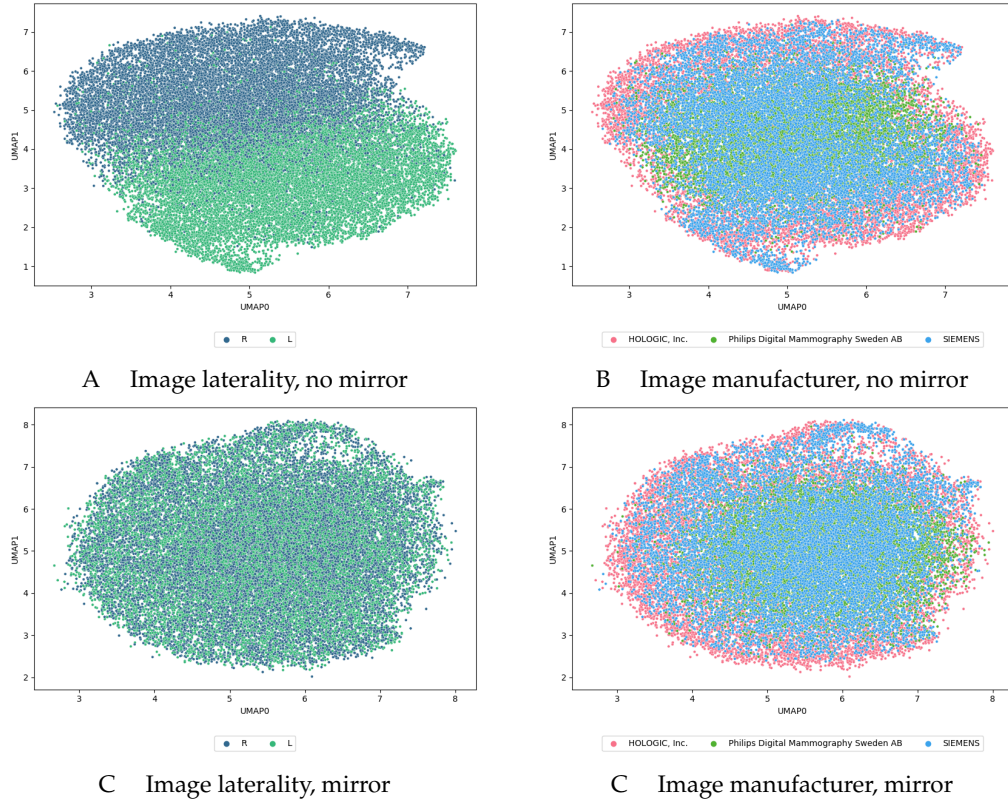 7
6
5
4
3
2
1
UMAP1
3 4 5 6 7
UMAP0
R L
A Image laterality, no mirror
7
6
5
4
3
2
1
UMAP1
3 4 5 6 7
UMAP0
HOLOGIC, Inc. Philips Digital Mammography Sweden AB SIEMENS
B Image manufacturer, no mirror
8
7
6
5
4
3
2
UMAP1
3 4 5 6 7 8
UMAP0
R L
C Image laterality, mirror
8
7
6
5
4
3
2
UMAP1
3 4 5 6 7 8
UMAP0
HOLOGIC, Inc. Philips Digital Mammography Sweden AB SIEMENS
C Image manufacturer, mirror